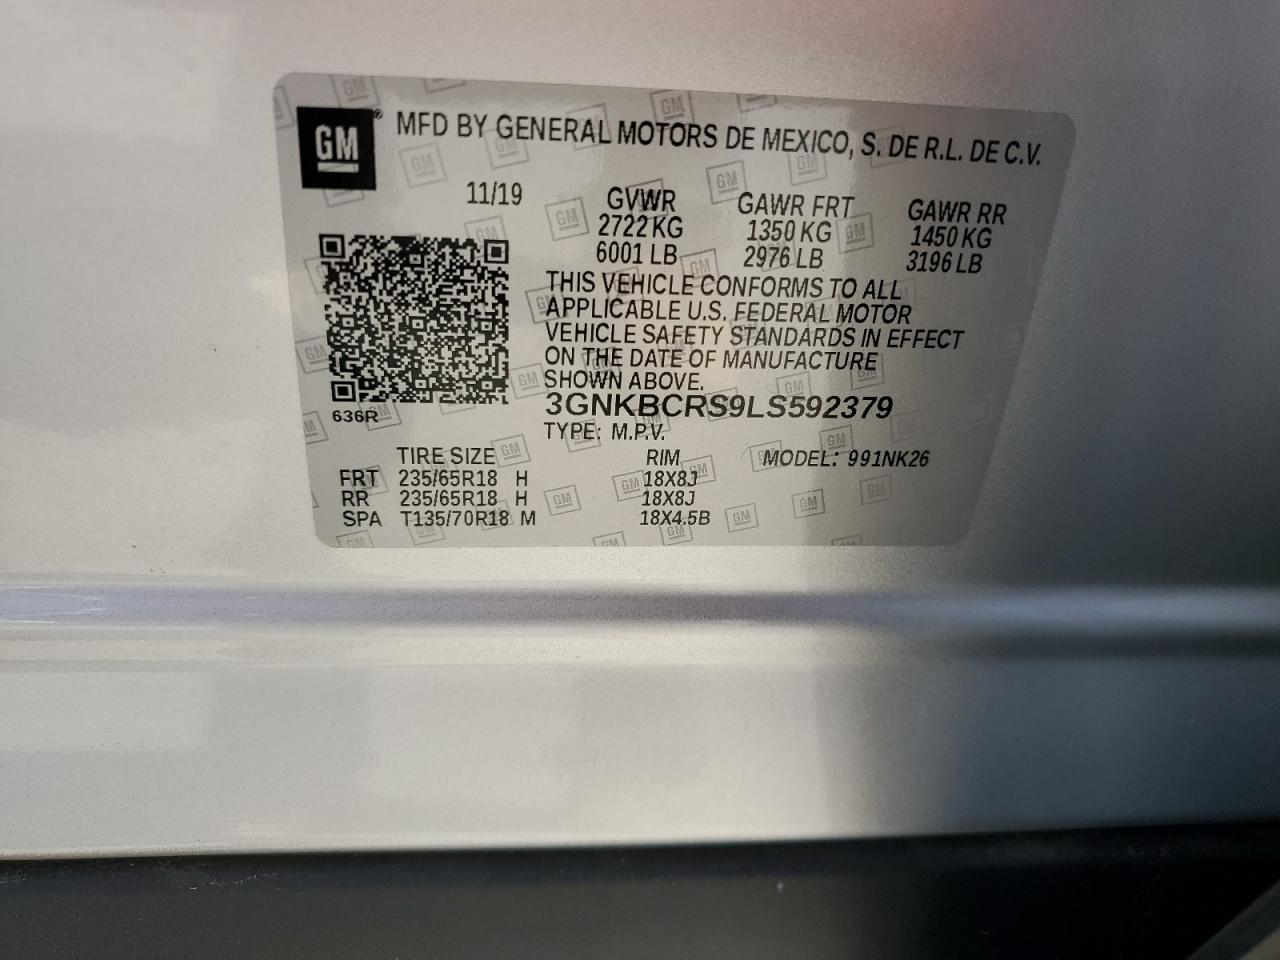 GM ® MFD BY GENERAL MOTORS DE MEXICO, S. DE R.L. DE C.V.
11/19 GVWR GAWR FRT GAWR RR
2722 KG 1350 KG 1450 KG
6001 LB 2976 LB 3196 LB
THIS VEHICLE CONFORMS TO ALL
APPLICABLE U.S. FEDERAL MOTOR
VEHICLE SAFETY STANDARDS IN EFFECT
ON THE DATE OF MANUFACTURE
SHOWN ABOVE.
3GNKBCRS9LS592379
636R
TYPE: M.P.V.
TIRE SIZE RIM MODEL: 991NK26
FRT 235/65R18 H 18X8J
RR 235/65R18 H 18X8J
SPA T135/70R18 M 18X4.5B